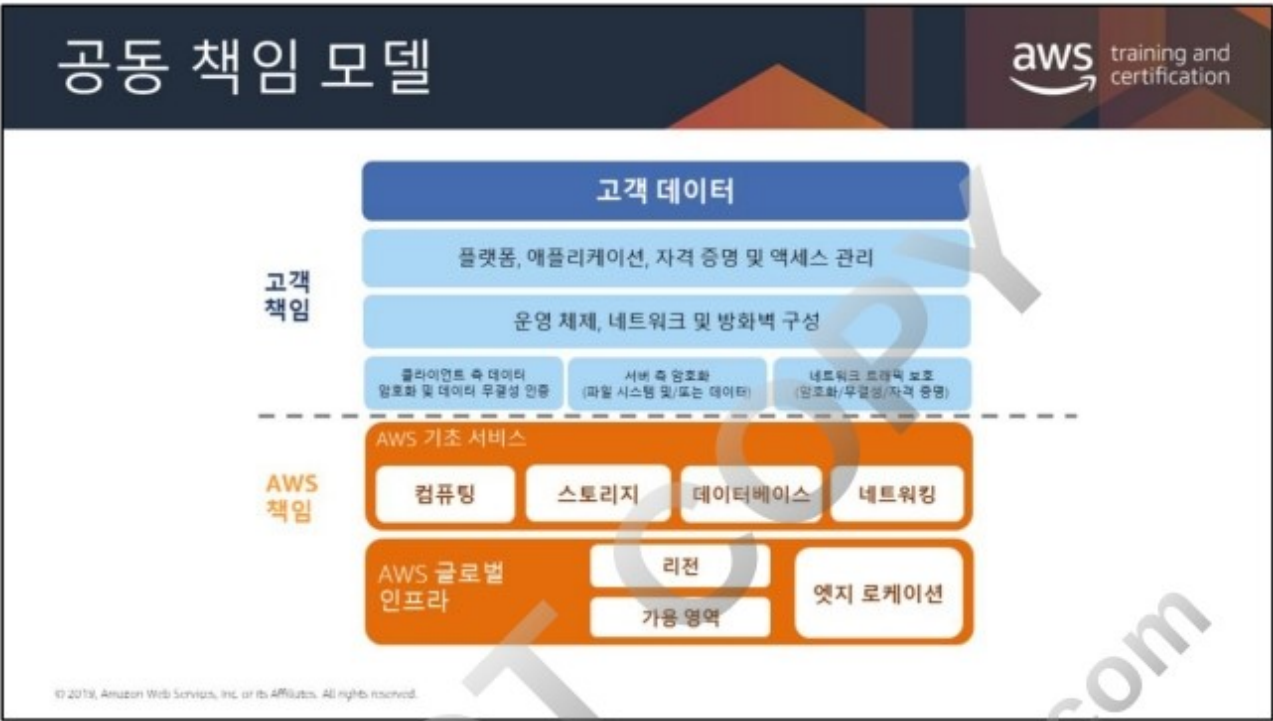 공동 책임 모델
aws training and
certification
고객 데이터
플랫폼, 애플리케이션, 자격 증명 및 액세스 관리
고객
책임
운영 체제, 네트워크 및 방화벽 구성
클라이언트 측 데이터
암호화 및 데이터 무결성 인증
서버 측 암호화
(파일 시스템 및/또는 데이터)
네트워크 트래픽 보호
(암호화/무결성/자격 증명)
AWS
책임
AWS 기초 서비스
컴퓨팅
스토리지
데이터베이스
네트워킹
AWS 글로벌
인프라
리전
가용 영역
엣지 로케이션
© 2019, Amazon Web Services, Inc. or its Affiliates. All rights reserved.
T COPY
com